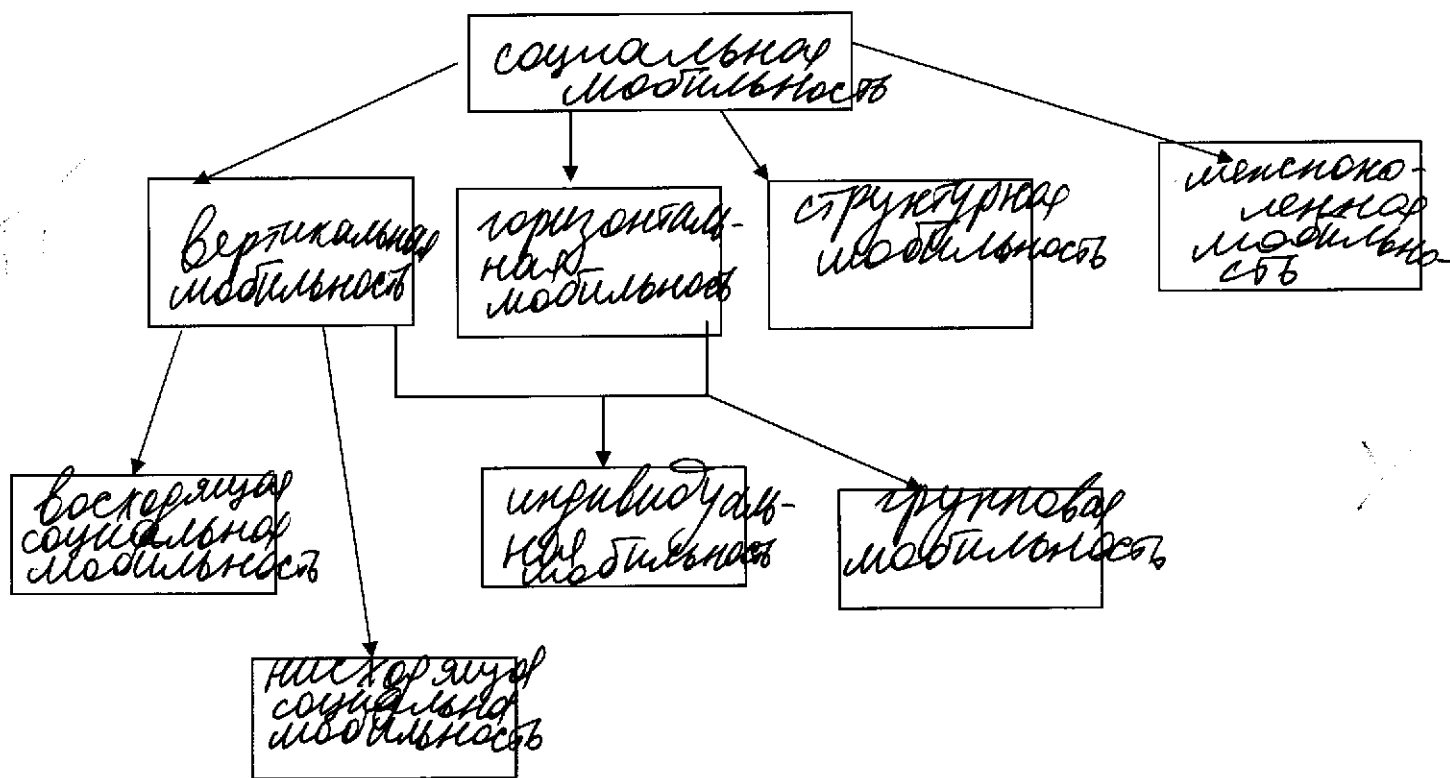 социальная
мобильность
вертикальная
мобильность
горизонталь-
ная
мобильность
структурная
мобильность
межпоко-
ленная
мобильно-
сть
восходящая
социальная
мобильность
индивидуаль-
ная
мобильность
групповая
мобильность
нисходящая
социальна
мобильность